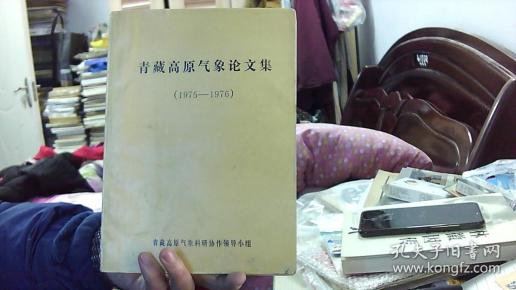 青藏高原气象论文集
(1975—1976)
青藏高原气象科研协作领导小组
孔夫子旧书网
www.kongfz.com